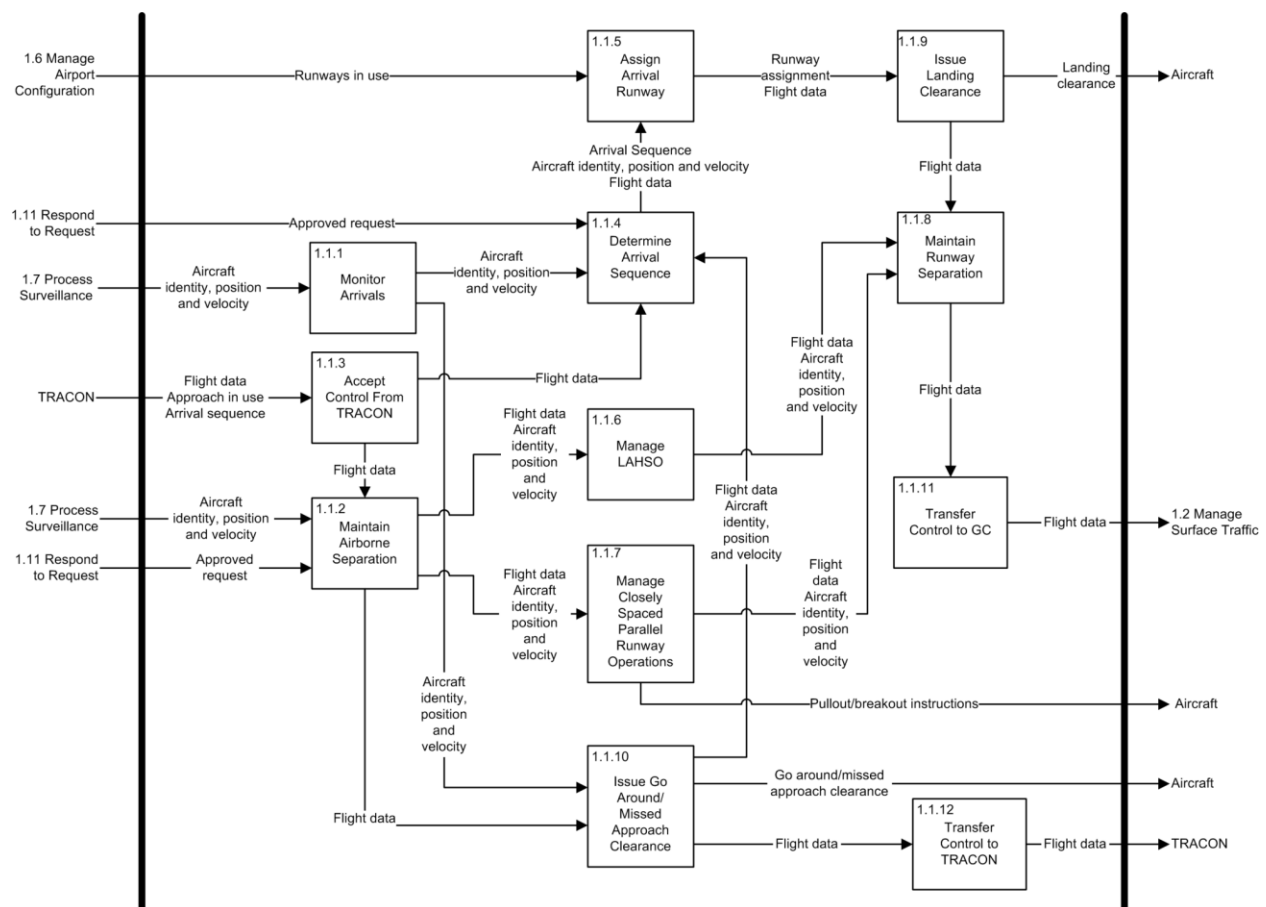 1.6 Manage
Airport
Configuration
Runways in use
1.1.5
Assign
Arrival
Runway
Runway
assignment
Flight data
1.1.9
Issue
Landing
Clearance
Landing
clearance
Aircraft
Arrival Sequence
Aircraft identity, position and velocity
Flight data
Flight data
1.11 Respond
to Request
Approved request
1.1.4
Determine
Arrival
Sequence
1.1.8
Maintain
Runway
Separation
1.7 Process
Surveillance
Aircraft
identity, position
and velocity
1.1.1
Monitor
Arrivals
Aircraft
identity, position
and velocity
TRACON
Flight data
Approach in use
Arrival sequence
1.1.3
Accept
Control From
TRACON
Flight data
Flight data
Aircraft
identity,
position
and velocity
Flight data
Flight data
Flight data
Aircraft
identity,
position
and
velocity
1.1.6
Manage
LAHSO
Flight data
Aircraft
identity,
position
and velocity
1.7 Process
Surveillance
Aircraft
identity, position
and velocity
1.11 Respond
to Request
Approved
request
1.1.2
Maintain
Airborne
Separation
1.1.11
Transfer
Control to GC
Flight data
1.2 Manage
Surface Traffic
Flight data
Aircraft
identity,
position
and
velocity
1.1.7
Manage
Closely
Spaced
Parallel
Runway
Operations
Flight
data
Aircraft
identity,
position
and
velocity
Pullout/breakout instructions
Aircraft
Aircraft
identity,
position
and
velocity
Flight data
1.1.10
Issue Go
Around/
Missed
Approach
Clearance
Go around/missed
approach clearance
Aircraft
Flight data
1.1.12
Transfer
Control to
TRACON
Flight data
TRACON